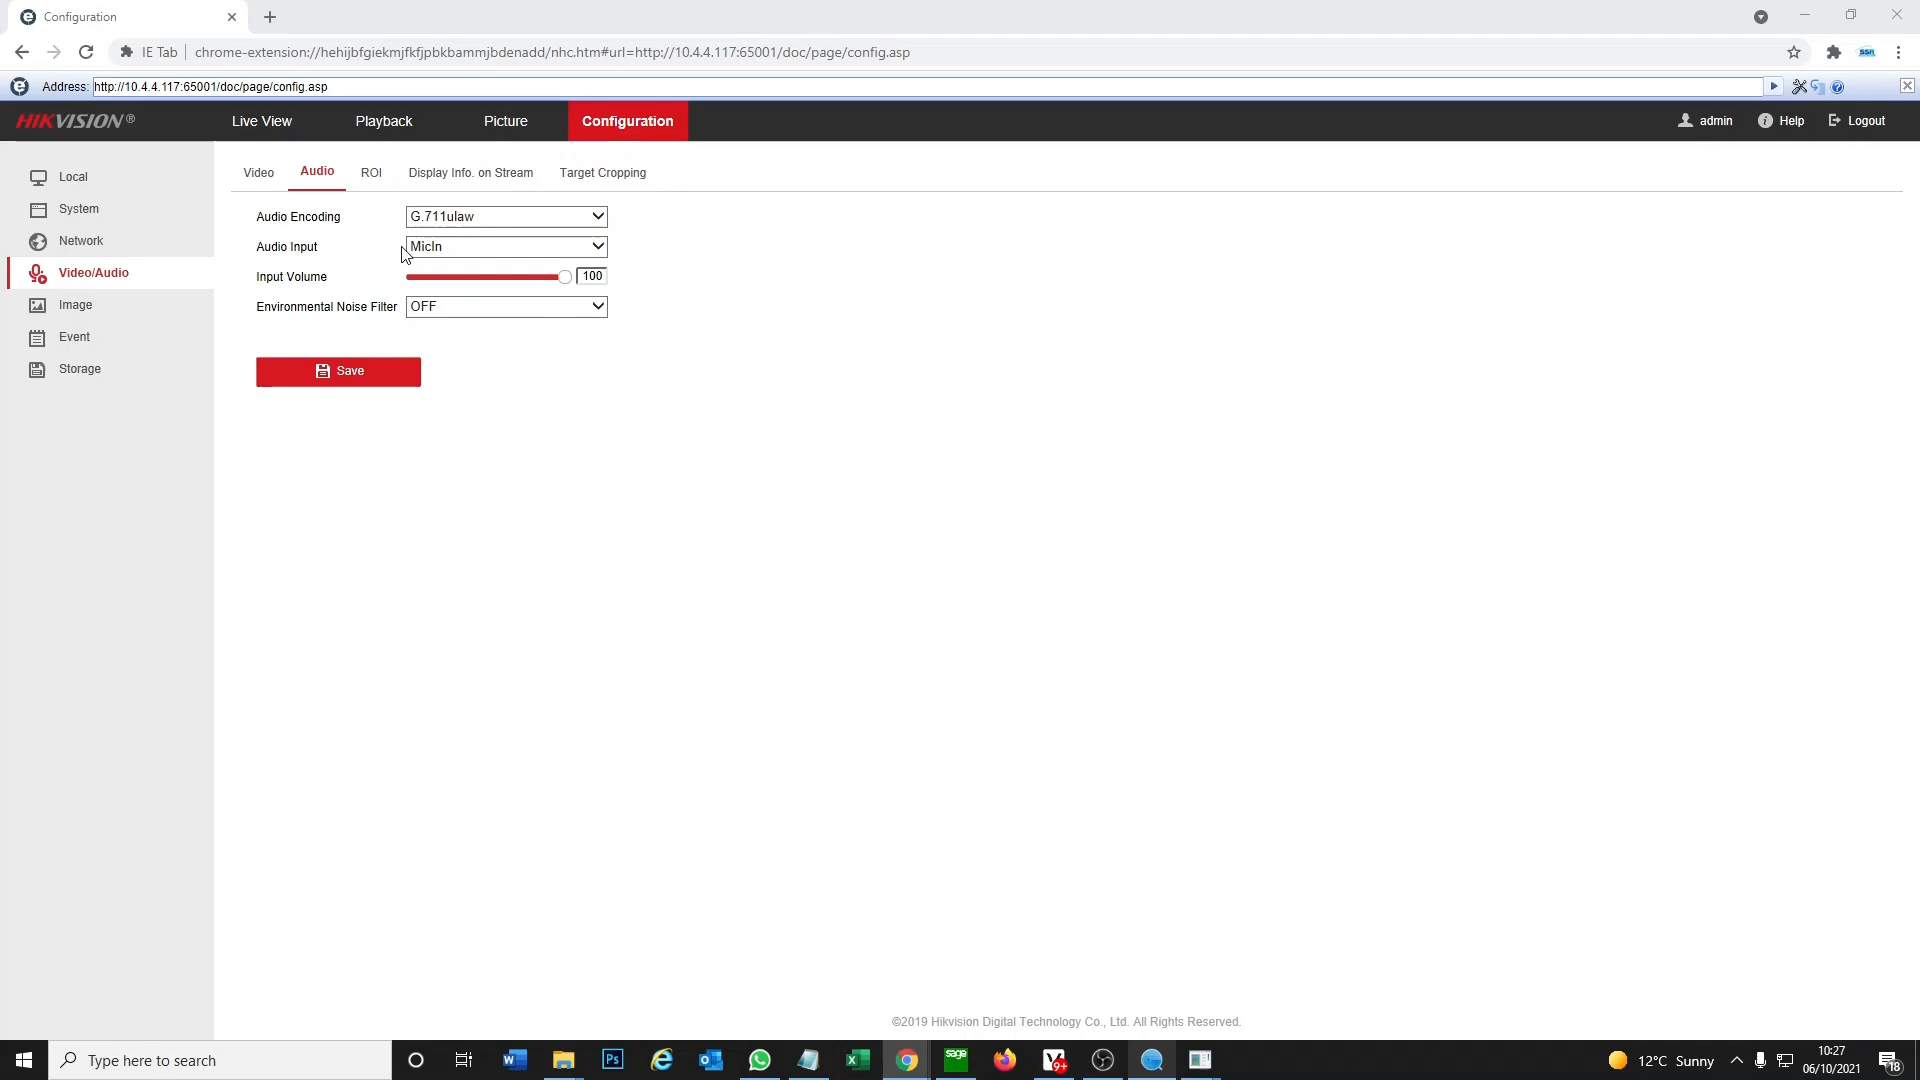 Configuration
IE Tab chrome-extension://hehijbfgiekmjfkfjpbkbammjbdenadd/nhc.htm#url=http://10.4.4.117:65001/doc/page/config.asp
Address: http://10.4.4.117:65001/doc/page/config.asp
HIKVISION® Live View Playback Picture Configuration admin Help Logout
Local
System
Network
Video/Audio
Image
Event
Storage
Video Audio ROI Display Info. on Stream Target Cropping
Audio Encoding G.711ulaw
Audio Input MicIn
Input Volume 100
Environmental Noise Filter OFF
Save
©2019 Hikvision Digital Technology Co., Ltd. All Rights Reserved.
Type here to search
12°C Sunny
10:27
06/10/2021
18
sage
9+
Ps